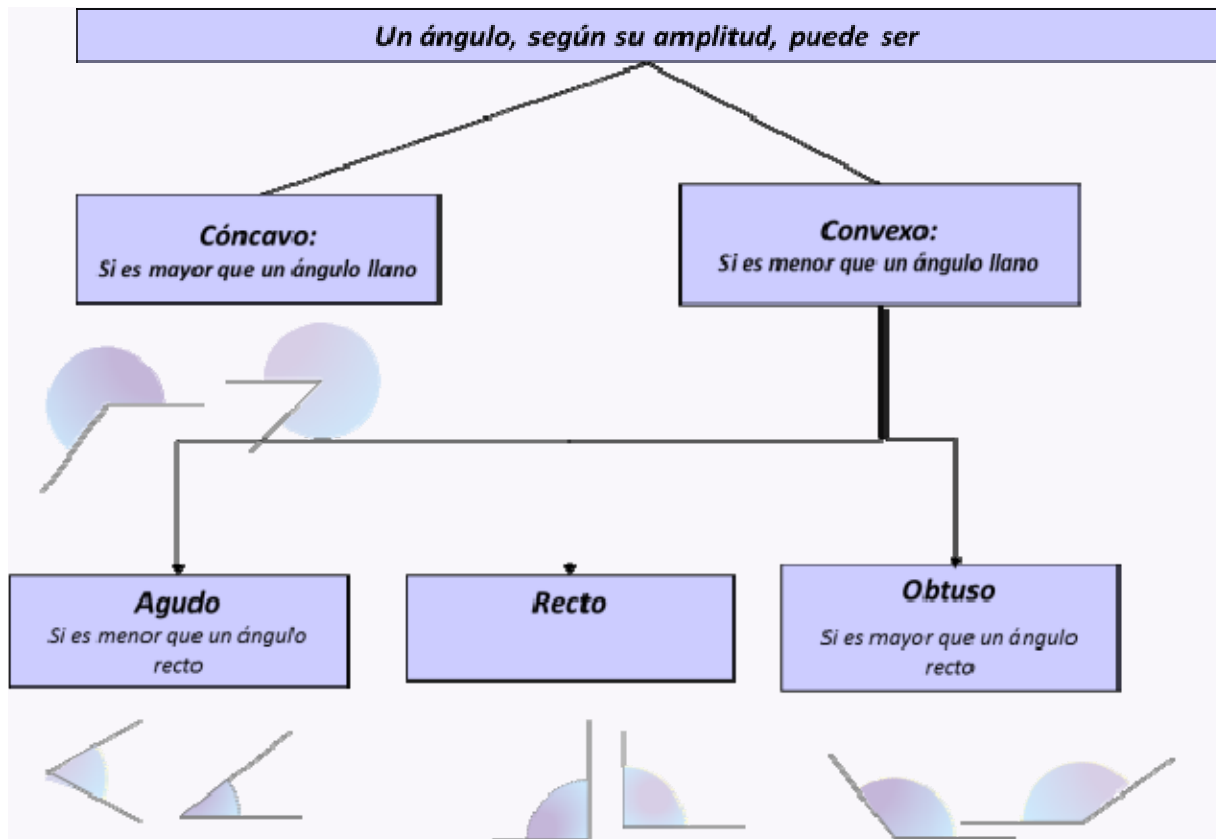 Un ángulo, según su amplitud, puede ser
Cóncavo:
Si es mayor que un ángulo llano
Convexo:
Si es menor que un ángulo llano
Agudo
Si es menor que un ángulo
recto
Recto
Obtuso
Si es mayor que un ángulo
recto